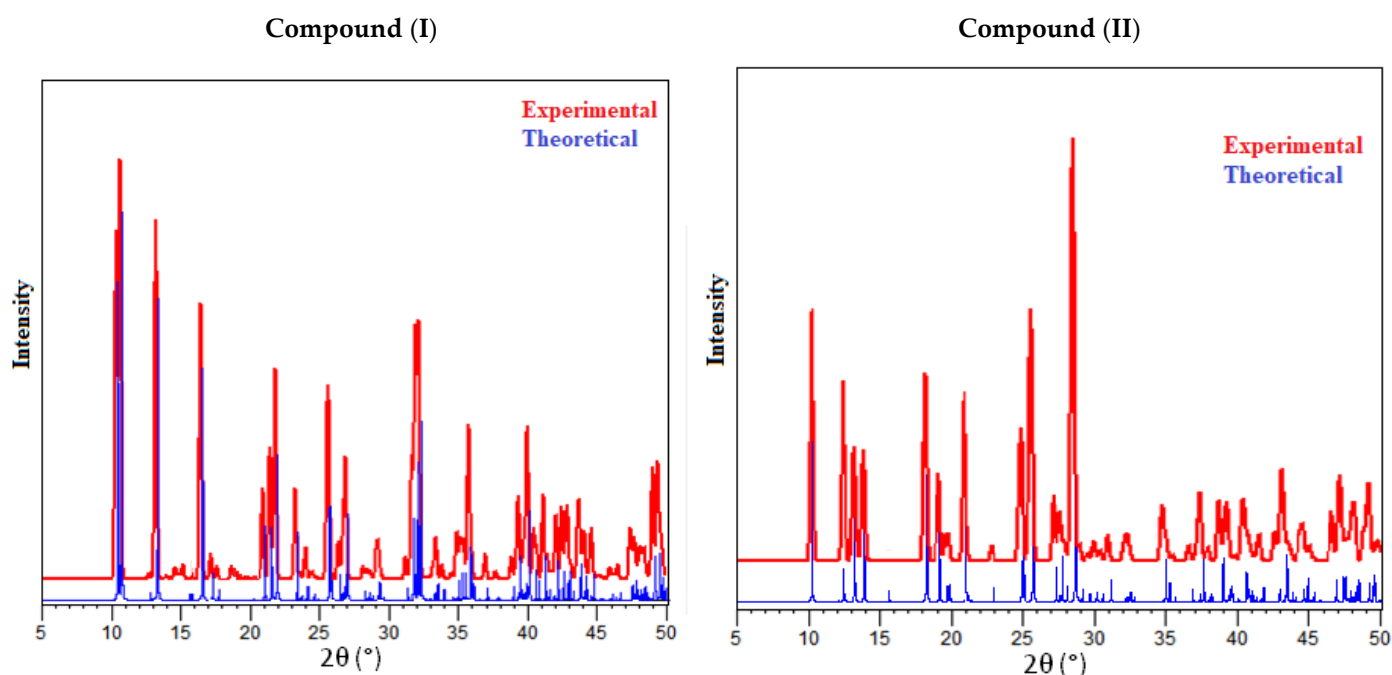 Compound (I)
Compound (II)
Experimental
Theoretical
Intensity
5 10 15 20 25 30 35 40 45 50
2θ (°)
Experimental
Theoretical
Intensity
5 10 15 20 25 30 35 40 45 50
2θ (°)